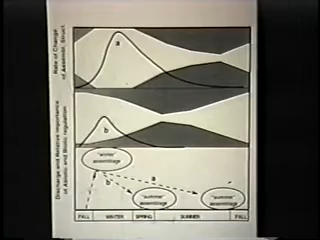 Rate of Change
of Assembl. Struct.
a
Discharge and Relative Importance
of Abiotic and Biotic regulation
b
"winter"
assemblage
a
b
"summer"
assemblage
"summer"
assemblage
FALL
WINTER
SPRING
SUMMER
FALL